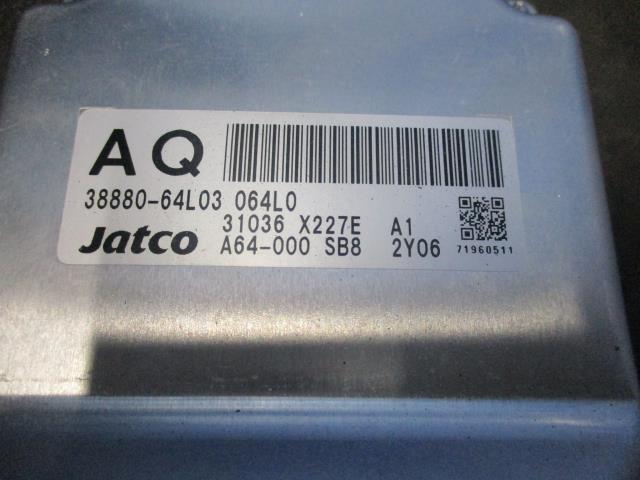 AQ
38880-64L03 064L0
31036 X227E A1
Jatco A64-000 SB8 2Y06
71960511